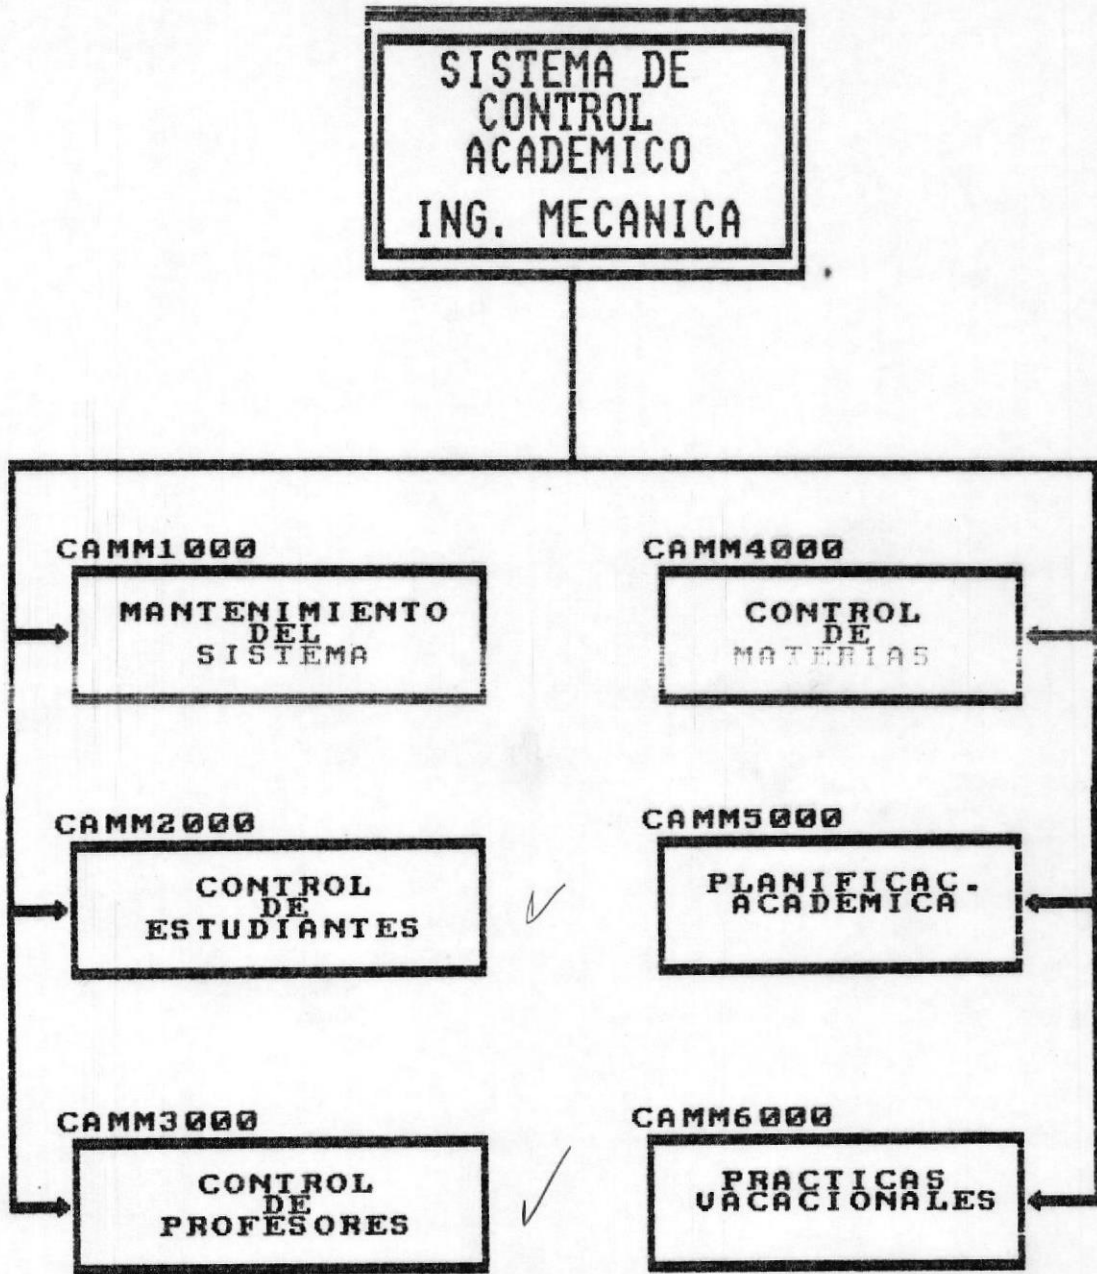 SISTEMA DE
CONTROL
ACADEMICO
ING. MECANICA
CAMM1000
MANTENIMIENTO
DEL
SISTEMA
CAMM4000
CONTROL
DE
MATERIAS
CAMM2000
CONTROL
DE
ESTUDIANTES
CAMM5000
PLANIFICAC.
ACADEMICA
CAMM3000
CONTROL
DE
PROFESORES
CAMM6000
PRACTICAS
VACACIONALES